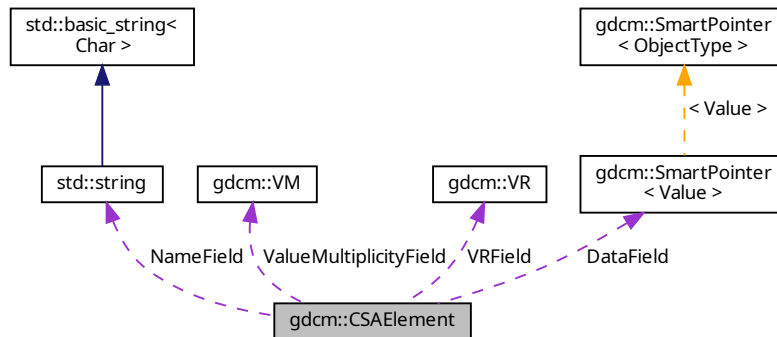 std::basic_string<
Char >
gdcm::SmartPointer
< ObjectType >
< Value >
std::string
gdcm::VM
gdcm::VR
gdcm::SmartPointer
< Value >
NameField
ValueMultiplicityField
VRField
DataField
gdcm::CSAElement